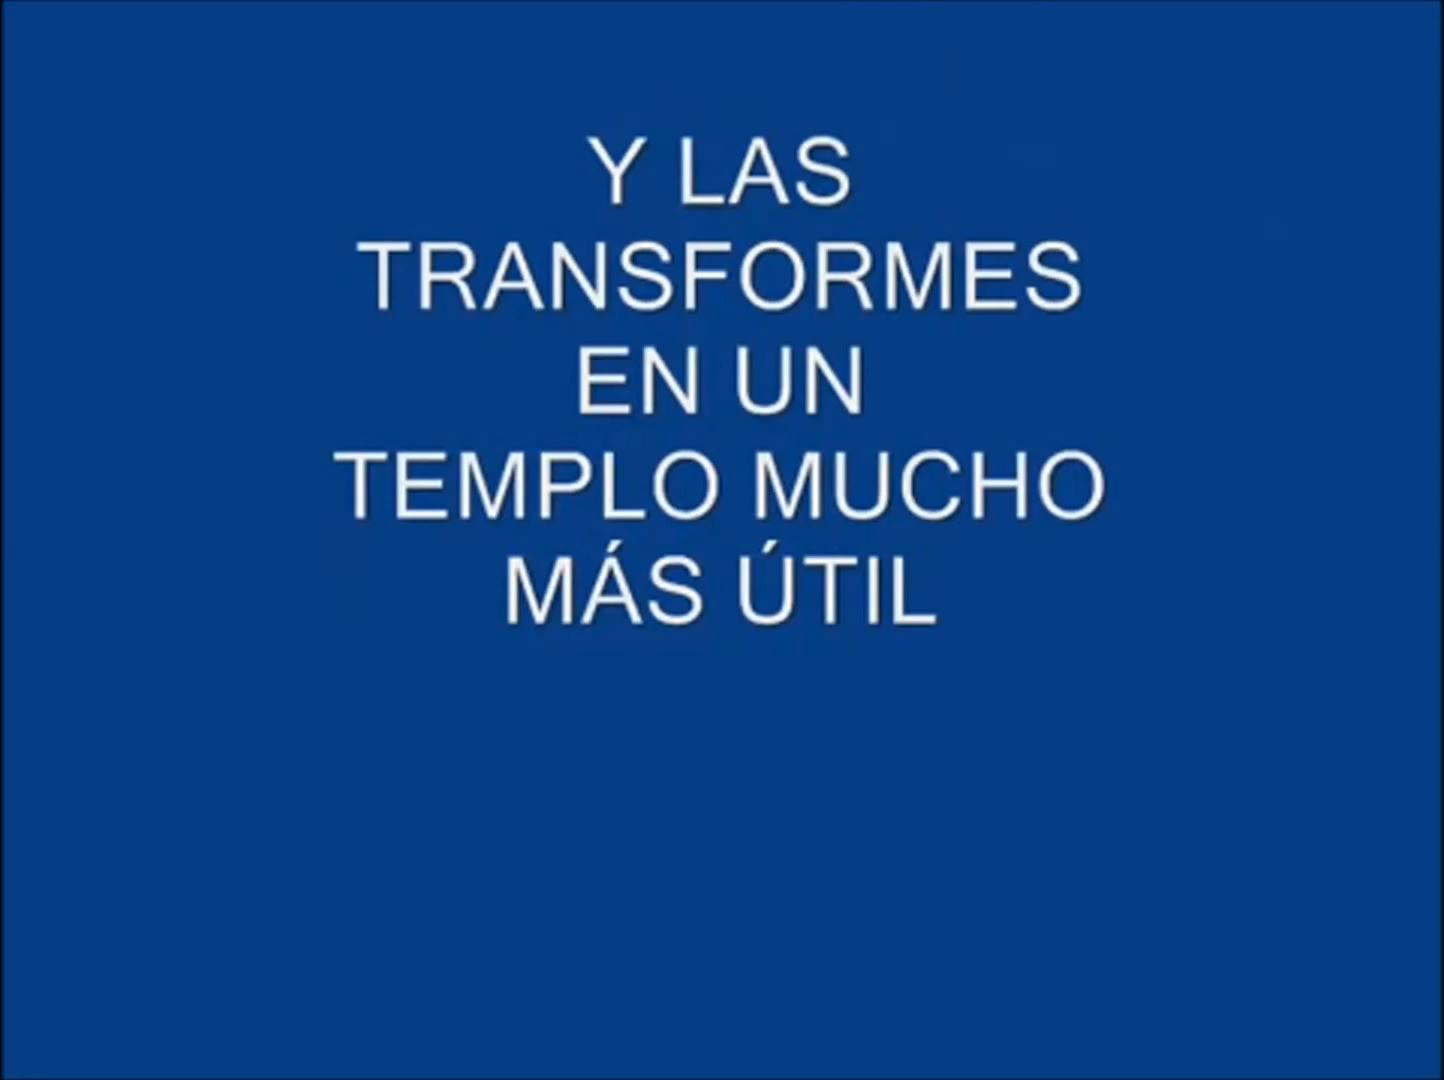 Y LAS
TRANSFORMES
EN UN
TEMPLO MUCHO
MÁS ÚTIL